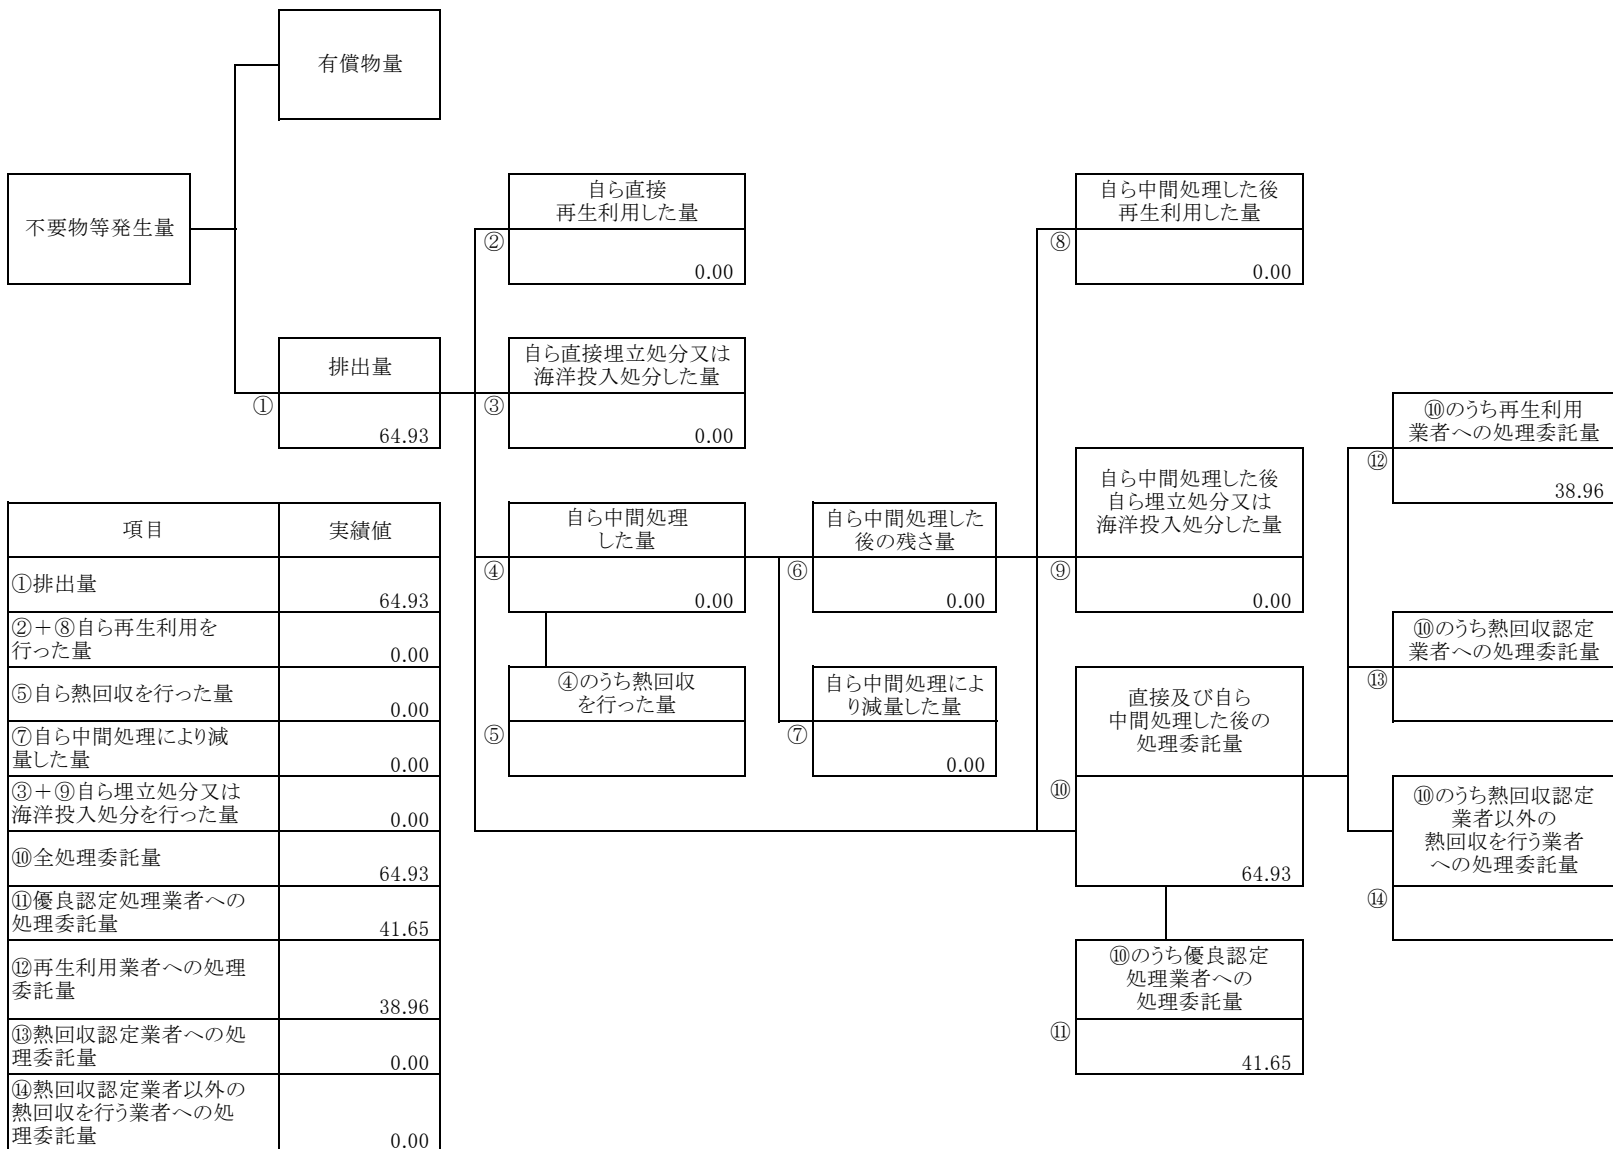 有償物量
不要物等発生量
自ら直接
再生利用した量
②
0.00
自ら中間処理した後
再生利用した量
⑧
0.00
排出量
①
64.93
自ら直接埋立処分又は
海洋投入処分した量
③
0.00
⑩のうち再生利用
業者への処理委託量
⑫
38.96
自ら中間処理した後
自ら埋立処分又は
海洋投入処分した量
⑨
0.00
自ら中間処理
した量
④
0.00
自ら中間処理した
後の残さ量
⑥
0.00
④のうち熱回収
を行った量
⑤
自ら中間処理によ
り減量した量
⑦
0.00
直接及び自ら
中間処理した後の
処理委託量
⑩
64.93
⑩のうち熱回収認定
業者への処理委託量
⑬
⑩のうち熱回収認定
業者以外の
熱回収を行う業者
への処理委託量
⑭
⑩のうち優良認定
処理業者への
処理委託量
⑪
41.65
項目 実績値
①排出量
64.93
②＋⑧自ら再生利用を
行った量 0.00
⑤自ら熱回収を行った量
0.00
⑦自ら中間処理により減
量した量 0.00
③＋⑨自ら埋立処分又は
海洋投入処分を行った量 0.00
⑩全処理委託量
64.93
⑪優良認定処理業者への
処理委託量 41.65
⑫再生利用業者への処理
委託量
38.96
⑬熱回収認定業者への処
理委託量 0.00
⑭熱回収認定業者以外の
熱回収を行う業者への処
理委託量 0.00